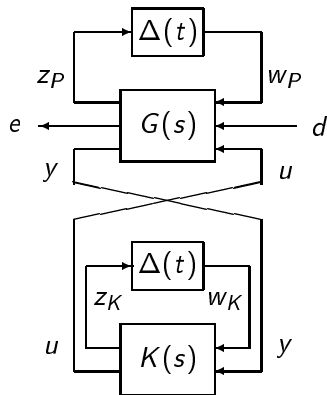 Δ(t)
z_P w_P
e G(s) d
y u
Δ(t)
z_K w_K
u K(s) y